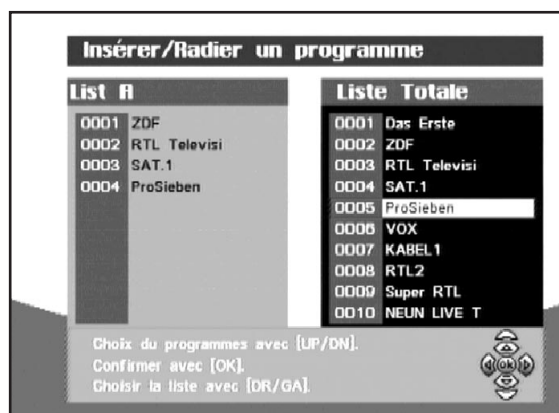 Insérer/Radier un programme
List A
0001 ZDF
0002 RTL Televisi
0003 SAT.1
0004 ProSieben
Liste Totale
0001 Das Erste
0002 ZDF
0003 RTL Televisi
0004 SAT.1
0005 ProSieben
0006 VOX
0007 KABEL1
0008 RTL2
0009 Super RTL
0010 NEUN LIVE T
Choix du programmes avec [UP/DN].
Confirmer avec [OK].
Choisir la liste avec [DR/GA].
OK